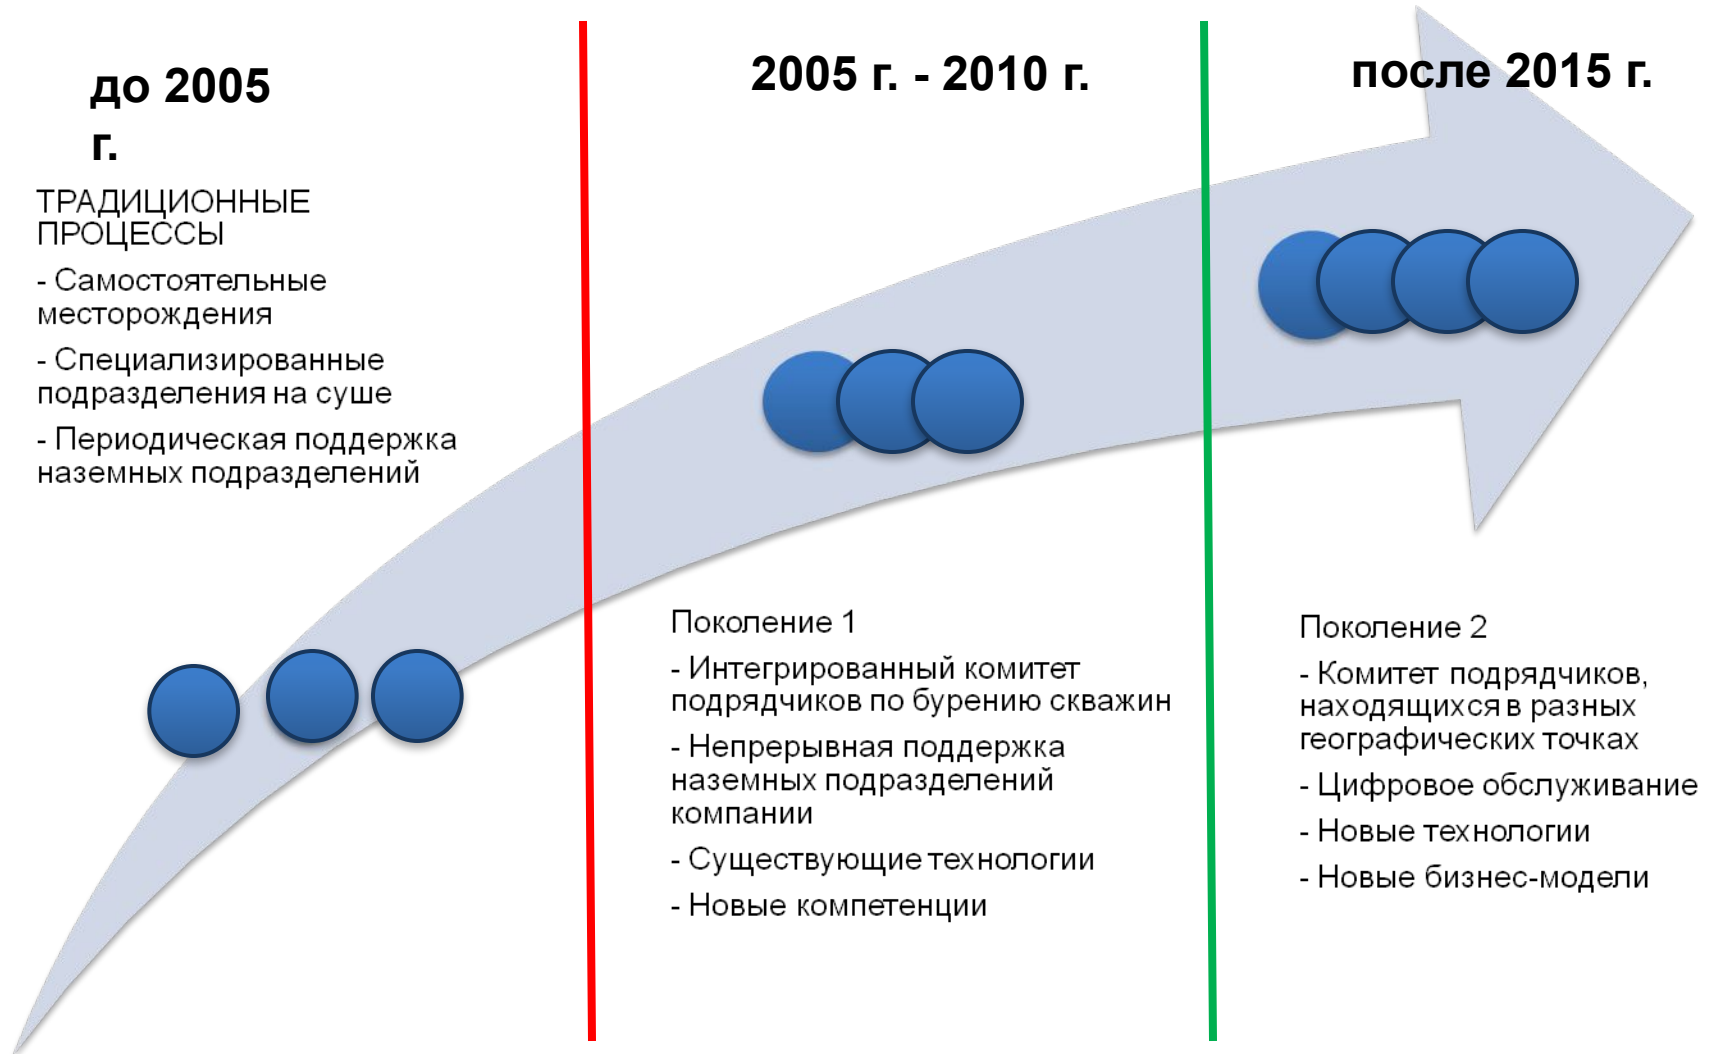 до 2005
г.
ТРАДИЦИОННЫЕ
ПРОЦЕССЫ
- Самостоятельные
месторождения
- Специализированные
подразделения на суше
- Периодическая поддержка
наземных подразделений
2005 г. - 2010 г.
Поколение 1
- Интегрированный комитет
подрядчиков по бурению скважин
- Непрерывная поддержка
наземных подразделений
компании
- Существующие технологии
- Новые компетенции
после 2015 г.
Поколение 2
- Комитет подрядчиков,
находящихся в разных
географических точках
- Цифровое обслуживание
- Новые технологии
- Новые бизнес-модели